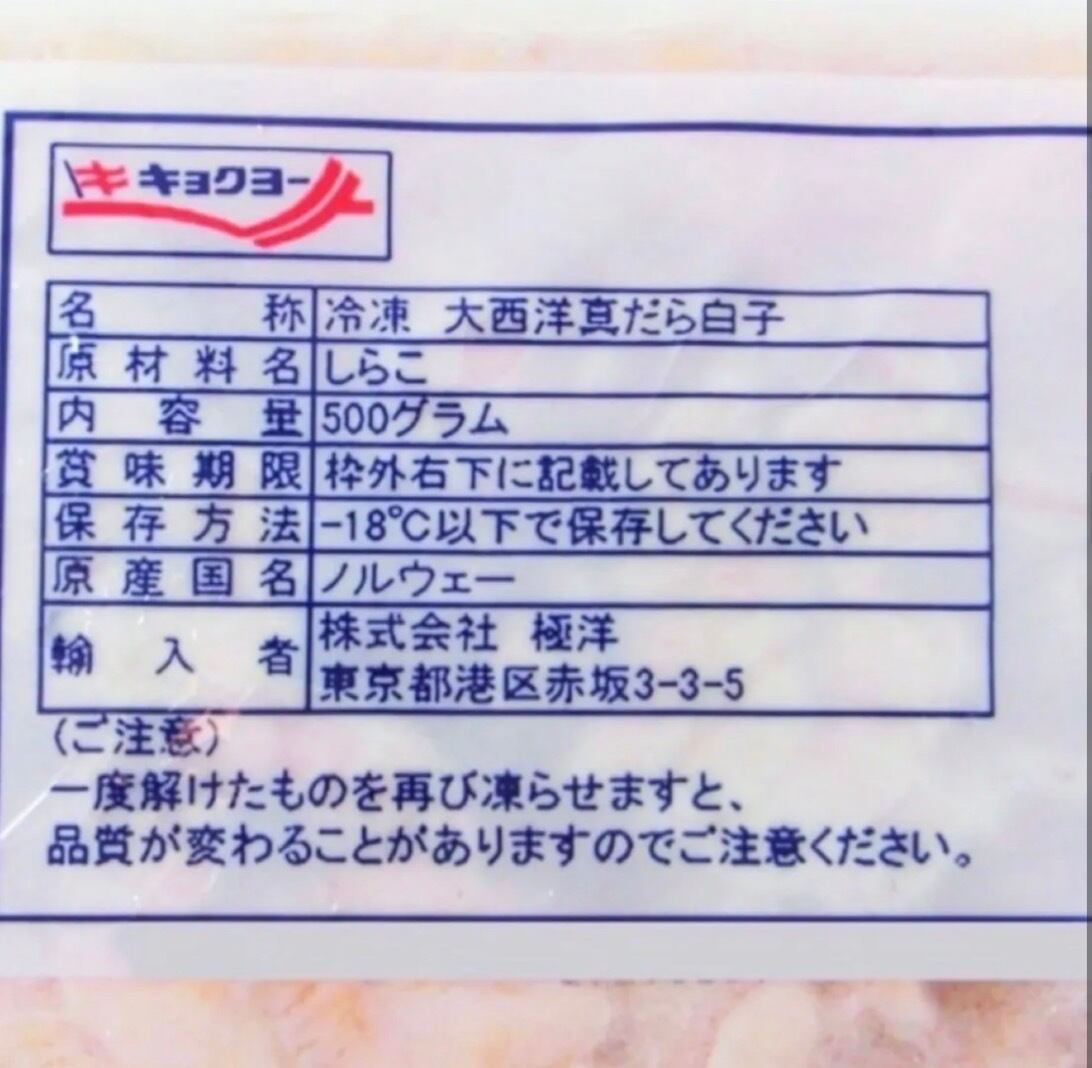 キ キョクヨー
名称 冷凍 大西洋真だら白子
原材料名 しらこ
内容量 500グラム
賞味期限 枠外右下に記載してあります
保存方法 -18℃以下で保存してください
原産国名 ノルウェー
輸入者 株式会社 極洋
東京都港区赤坂3-3-5
(ご注意)
一度解けたものを再び凍らせますと、
品質が変わることがありますのでご注意ください。